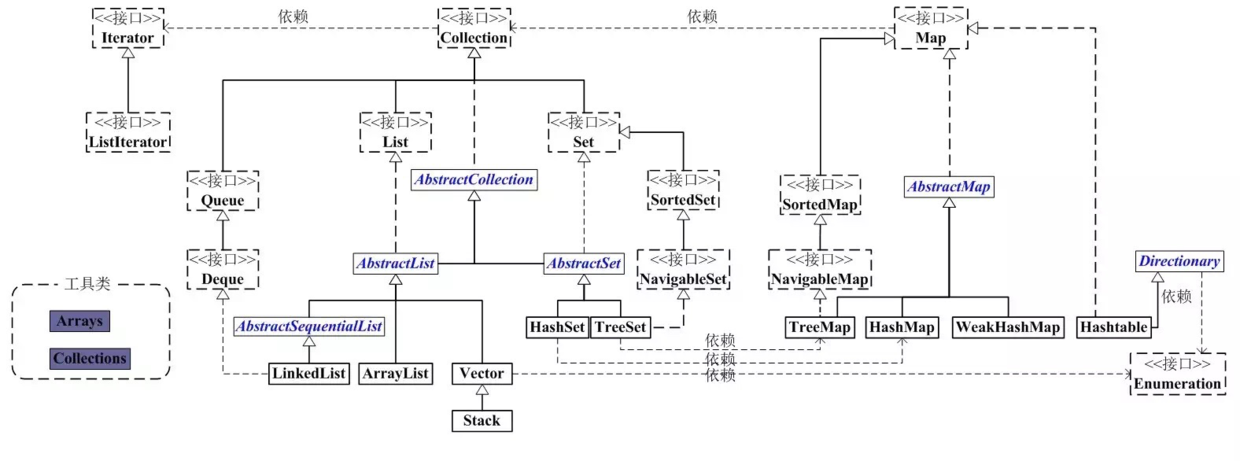 <<接口>>
Iterator
依赖
<<接口>>
Collection
依赖
<<接口>>
Map
<<接口>>
ListIterator
<<接口>>
List
<<接口>>
Set
<<接口>>
Queue
AbstractCollection
<<接口>>
SortedSet
<<接口>>
SortedMap
AbstractMap
<<接口>>
Deque
AbstractList
AbstractSet
<<接口>>
NavigableSet
<<接口>>
NavigableMap
Directionary
依赖
工具类
Arrays
Collections
AbstractSequentialList
HashSet
TreeSet
TreeMap
HashMap
WeakHashMap
Hashtable
依赖
依赖
依赖
LinkedList
ArrayList
Vector
<<接口>>
Enumeration
Stack